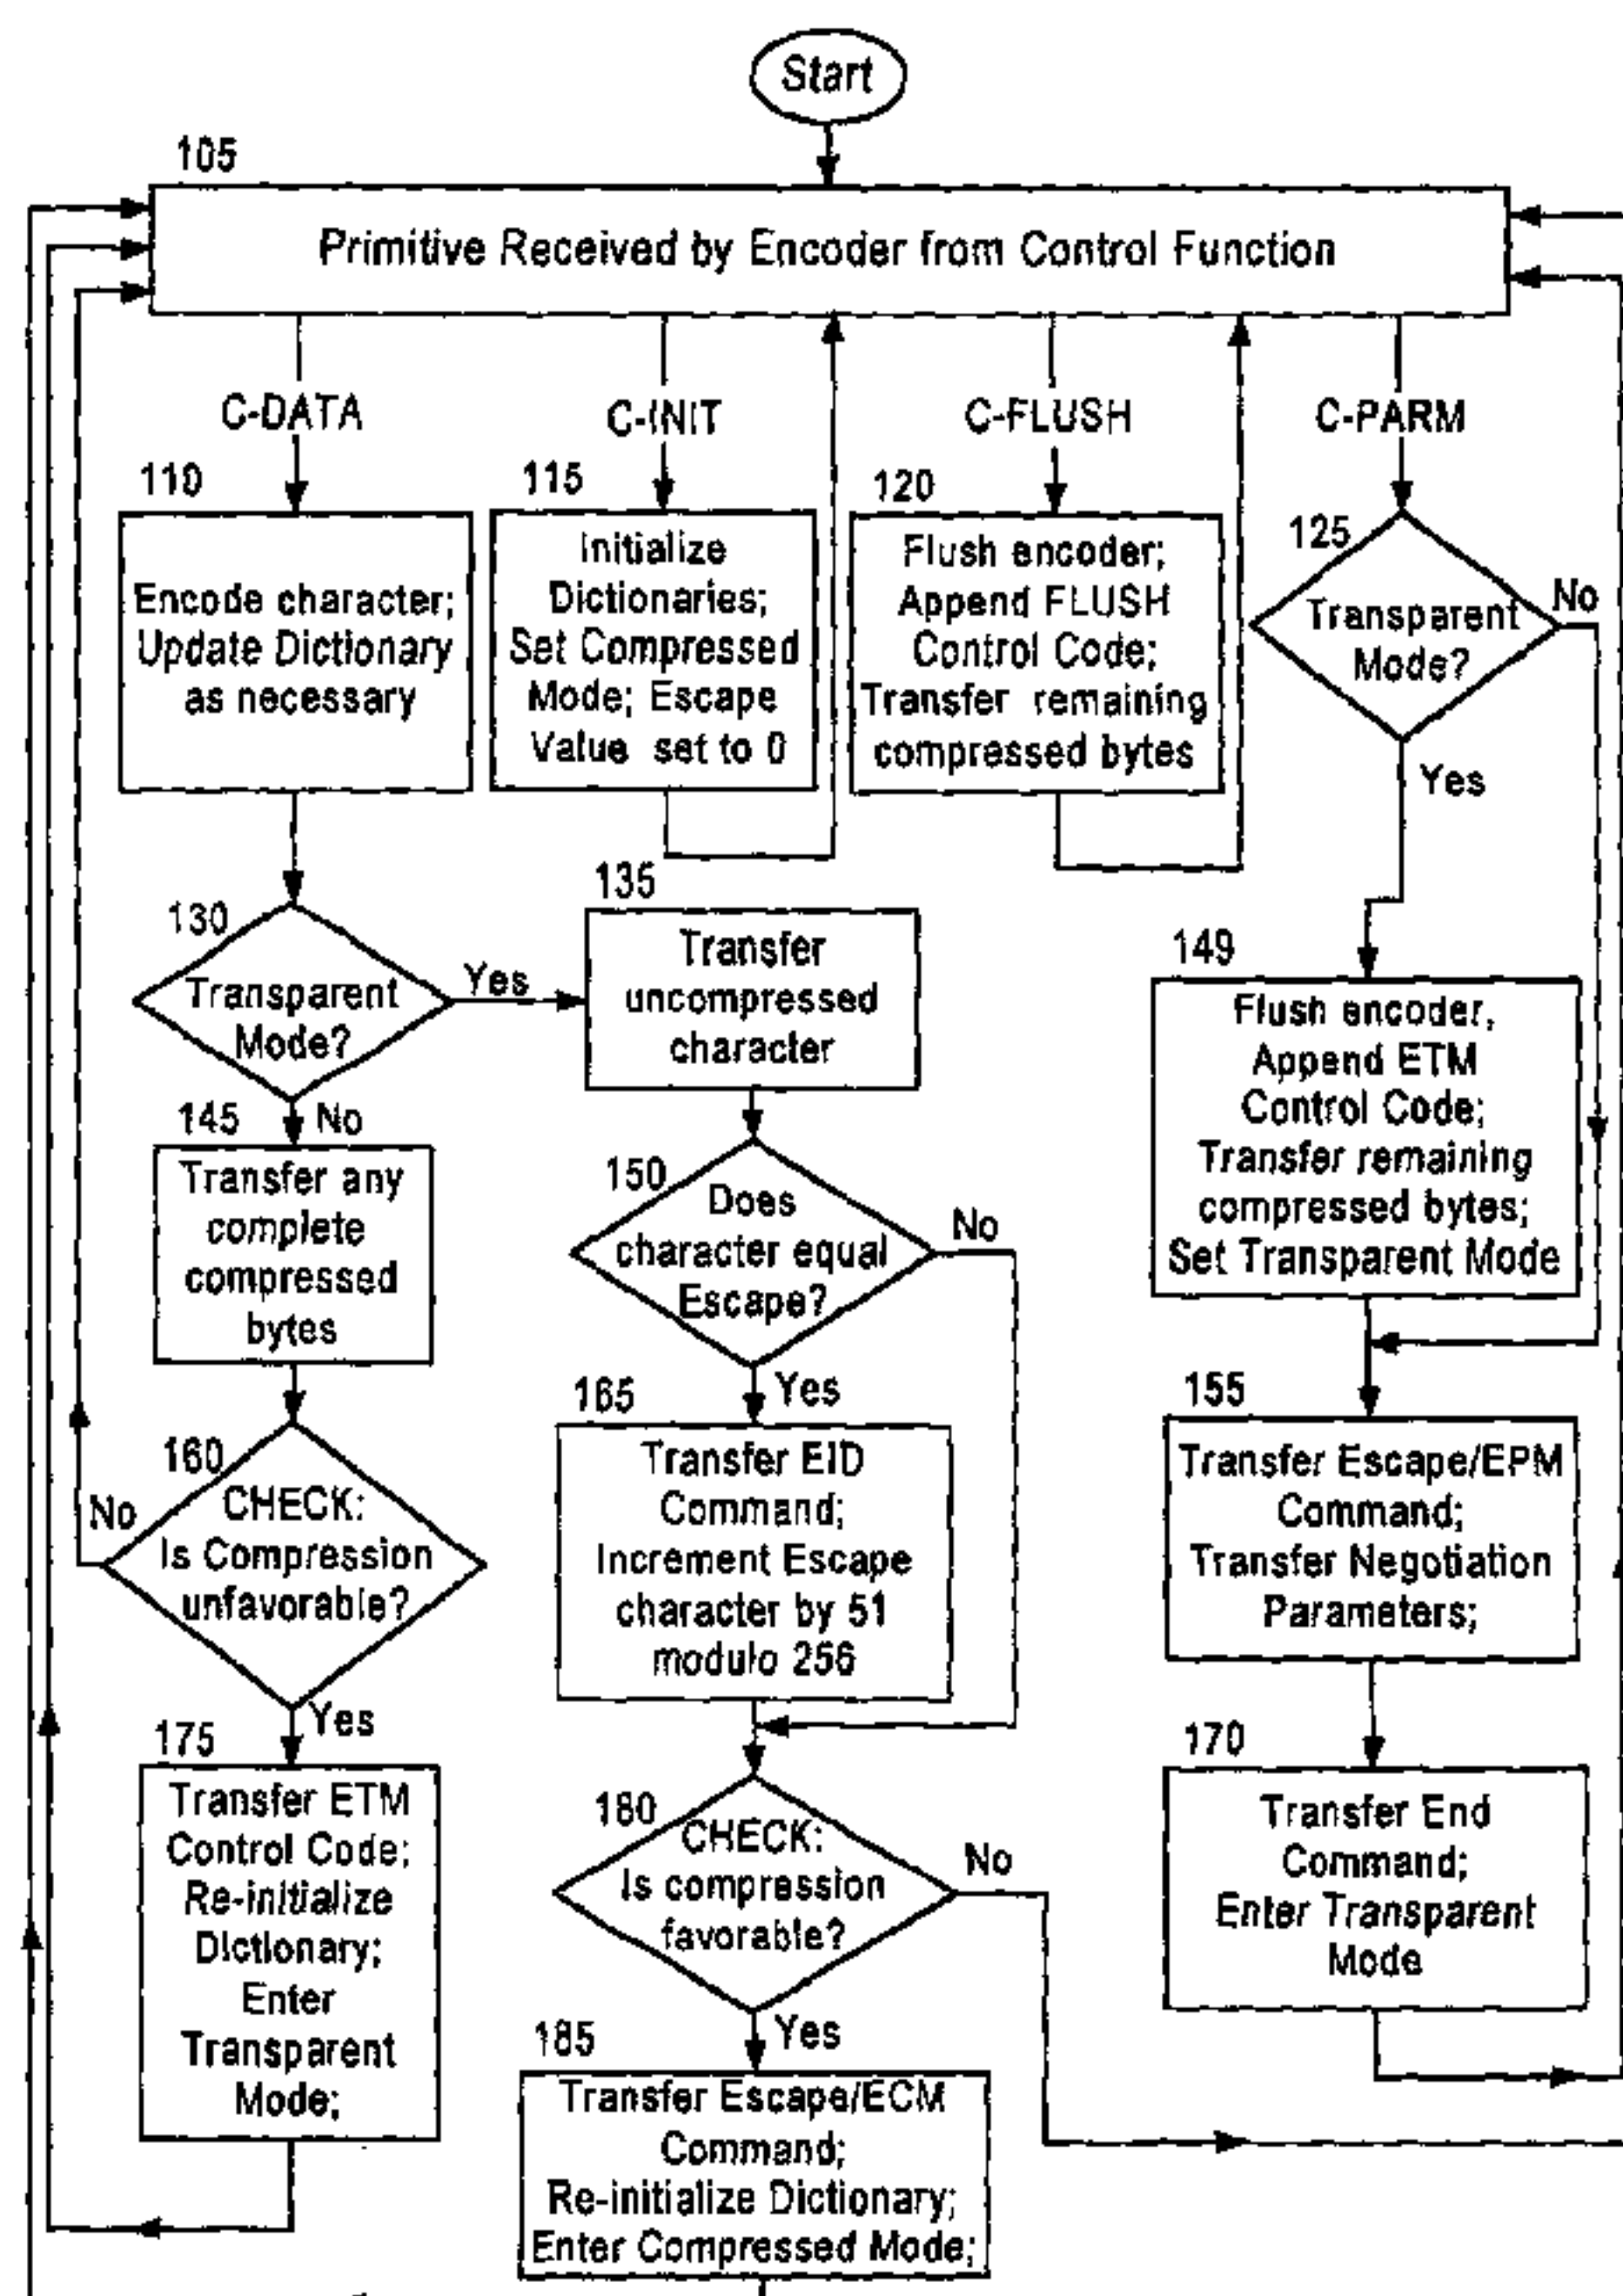 Start
105
Primitive Received by Encoder from Control Function
C-DATA
C-INIT
C-FLUSH
C-PARM
110
Encode character;
Update Dictionary
as necessary
115
Initialize
Dictionaries;
Set Compressed
Mode; Escape
Value set to 0
120
Flush encoder;
Append FLUSH
Control Code;
Transfer remaining
compressed bytes
125
Transparent
Mode?
No
Yes
130
Transparent
Mode?
Yes
No
135
Transfer
uncompressed
character
149
Flush encoder,
Append ETM
Control Code;
Transfer remaining
compressed bytes;
Set Transparent Mode
145
Transfer any
complete
compressed
bytes
150
Does
character equal
Escape?
No
Yes
155
Transfer Escape/EPM
Command;
Transfer Negotiation
Parameters;
160
CHECK:
Is Compression
unfavorable?
No
Yes
165
Transfer EID
Command;
Increment Escape
character by 51
modulo 256
170
Transfer End
Command;
Enter Transparent
Mode
175
Transfer ETM
Control Code;
Re-initialize
Dictionary;
Enter
Transparent
Mode;
180
CHECK:
Is compression
favorable?
No
Yes
185
Transfer Escape/ECM
Command;
Re-initialize Dictionary;
Enter Compressed Mode;